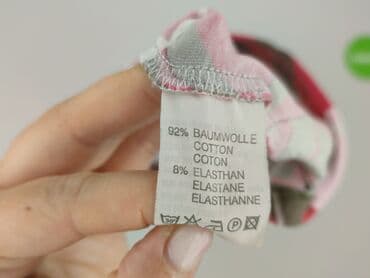 92% BAUMWOLLE
COTTON
COTON
8% ELASTHAN
ELASTANE
ELASTHANNE
P